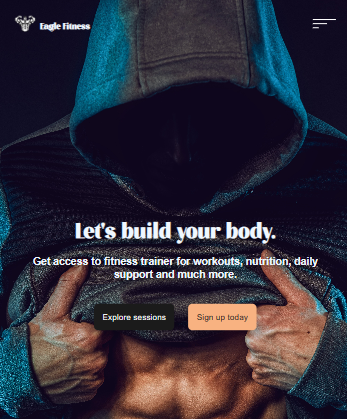 Eagle Fitness
Let's build your body.
Get access to fitness trainer for workouts, nutrition, daily
support and much more.
Explore sessions
Sign up today